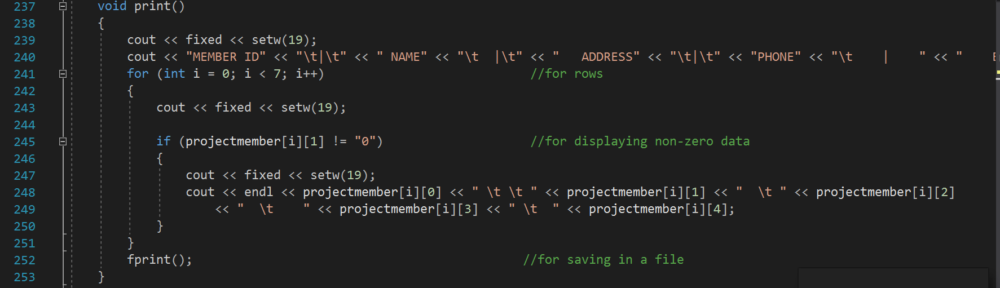 237 void print()
238 {
239 cout << fixed << setw(19);
240 cout << "MEMBER ID" << "\t|\t" << " NAME" << "\t  |\t" << "   ADDRESS" << "\t|\t" << "PHONE" << "\t    |    " << "    E
241 for (int i = 0; i < 7; i++) //for rows
242 {
243 cout << fixed << setw(19);
244
245 if (projectmember[i][1] != "0") //for displaying non-zero data
246 {
247 cout << fixed << setw(19);
248 cout << endl << projectmember[i][0] << " \t \t " << projectmember[i][1] << "  \t " << projectmember[i][2]
249 << "  \t    " << projectmember[i][3] << " \t  " << projectmember[i][4];
250 }
251 }
252 fprint(); //for saving in a file
253 }